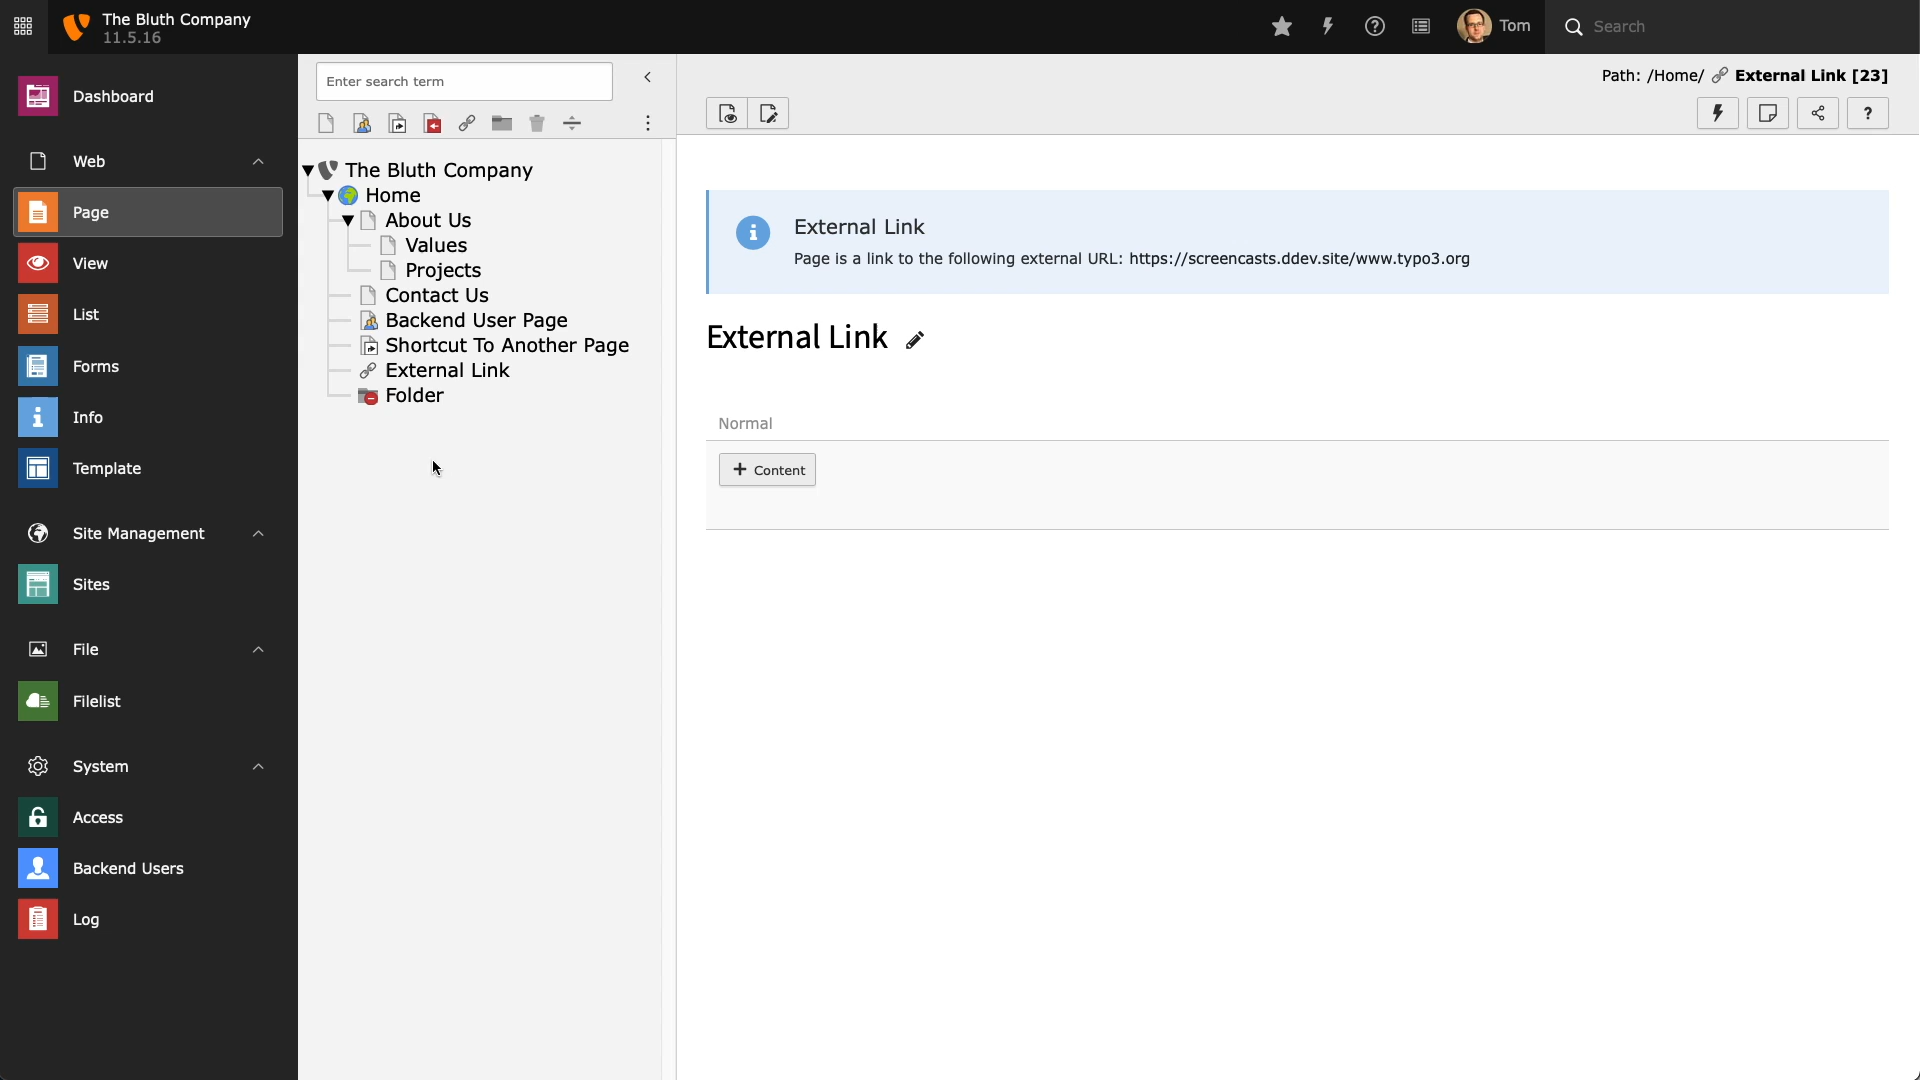 The Bluth Company
11.5.16
Tom
Search
Dashboard
Web
Page
View
List
Forms
Info
Template
Site Management
Sites
File
Filelist
System
Access
Backend Users
Log
Enter search term
The Bluth Company
Home
About Us
Values
Projects
Contact Us
Backend User Page
Shortcut To Another Page
External Link
Folder
Path: /Home/ External Link [23]
?
External Link
Page is a link to the following external URL: https://screencasts.ddev.site/www.typo3.org
External Link
Normal
+ Content